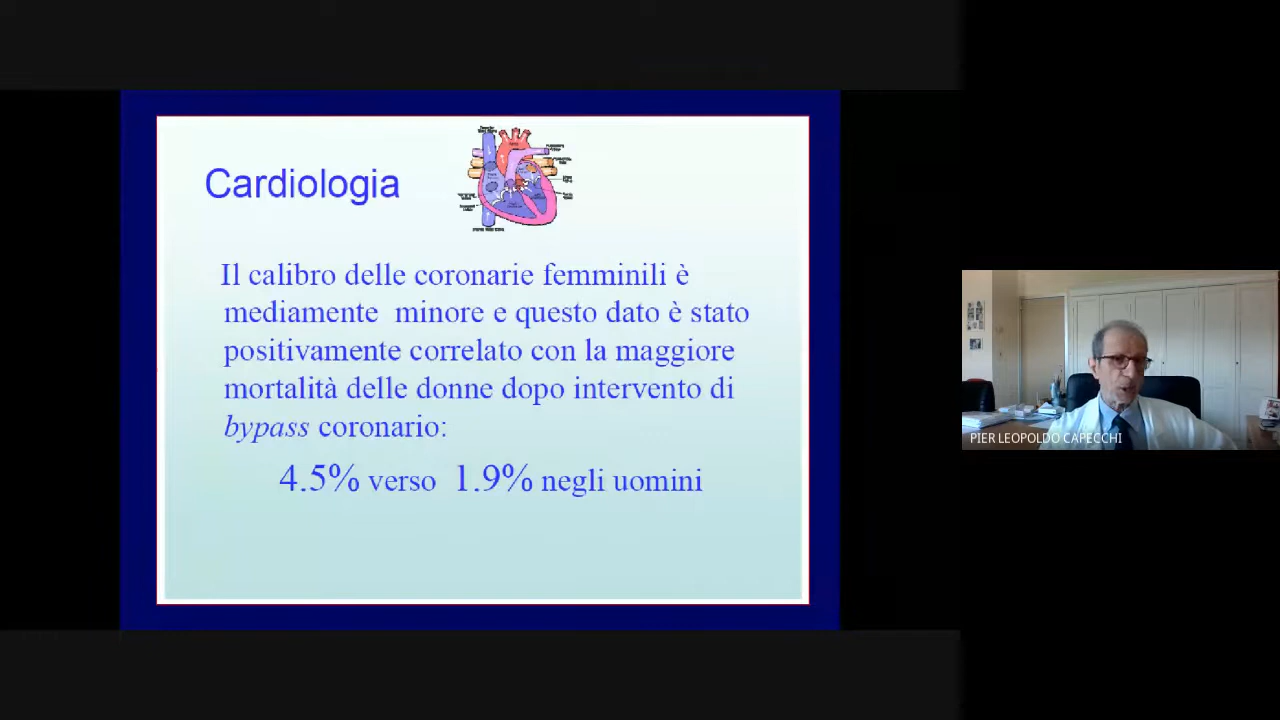 Cardiologia
Il calibro delle coronarie femminili è
mediamente minore e questo dato è stato
positivamente correlato con la maggiore
mortalità delle donne dopo intervento di
bypass coronario:
4.5% verso 1.9% negli uomini
PIER LEOPOLDO CAPECCHI